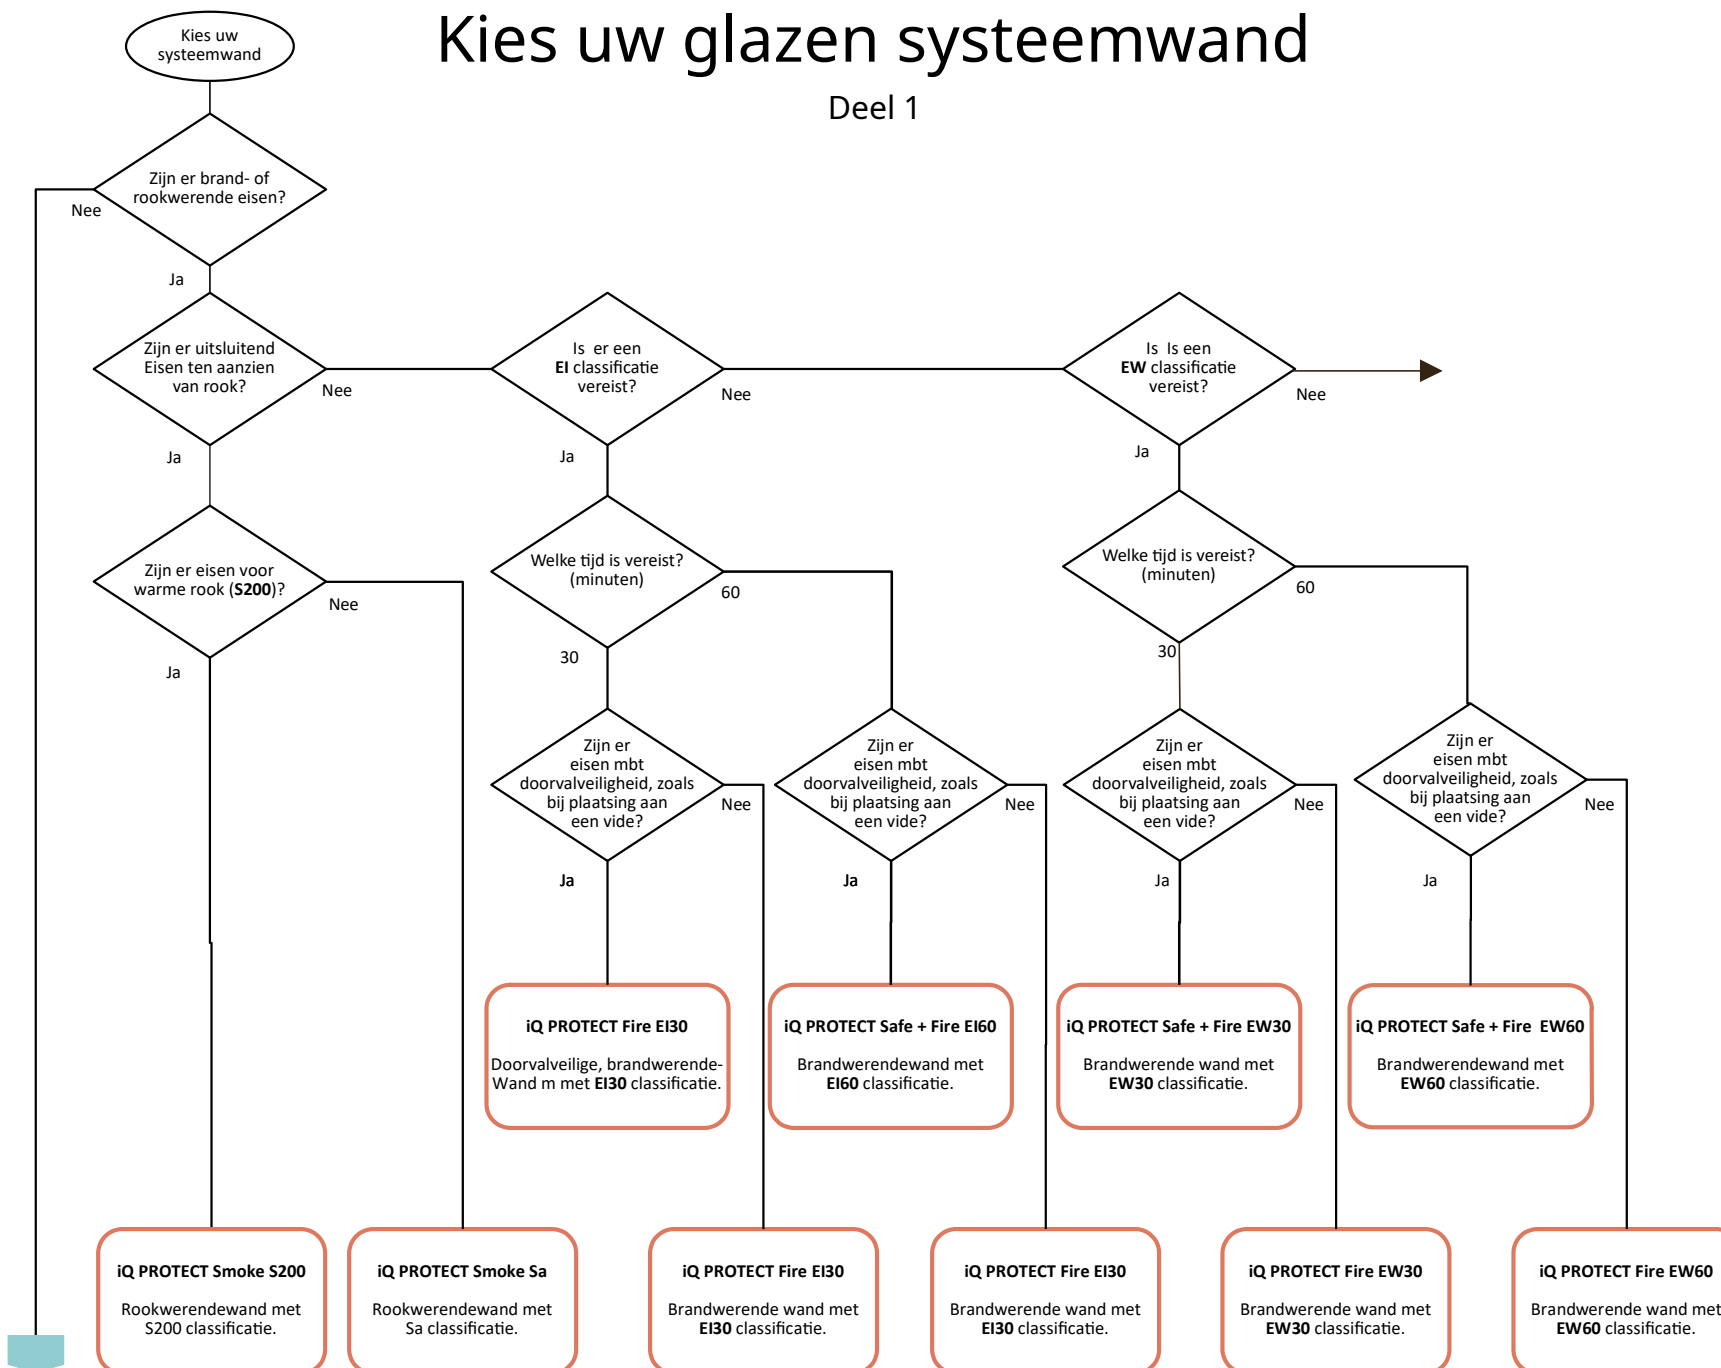 Kies uw glazen systeemwand
Deel 1
Kies uw
systeemwand
Zijn er brand- of
rookwerende eisen?
Nee
Ja
Zijn er uitsluitend
Eisen ten aanzien
van rook?
Nee
Ja
Is er een
EI classificatie
vereist?
Nee
Ja
Is Is een
EW classificatie
vereist?
Nee
Ja
Zijn er eisen voor
warme rook (S200)?
Nee
Ja
Welke tijd is vereist?
(minuten)
60
30
Welke tijd is vereist?
(minuten)
60
30
Zijn er
eisen mbt
doorvalveiligheid, zoals
bij plaatsing aan
een vide?
Nee
Ja
Zijn er
eisen mbt
doorvalveiligheid, zoals
bij plaatsing aan
een vide?
Nee
Ja
Zijn er
eisen mbt
doorvalveiligheid, zoals
bij plaatsing aan
een vide?
Nee
Ja
Zijn er
eisen mbt
doorvalveiligheid, zoals
bij plaatsing aan
een vide?
Nee
Ja
iQ PROTECT Fire EI30
Doorvalveilige, brandwerende-
Wand m met EI30 classificatie.
iQ PROTECT Safe + Fire EI60
Brandwerendewand met
EI60 classificatie.
iQ PROTECT Safe + Fire EW30
Brandwerende wand met
EW30 classificatie.
iQ PROTECT Safe + Fire EW60
Brandwerendewand met
EW60 classificatie.
iQ PROTECT Smoke S200
Rookwerendewand met
S200 classificatie.
iQ PROTECT Smoke Sa
Rookwerendewand met
Sa classificatie.
iQ PROTECT Fire EI30
Brandwerende wand met
EI30 classificatie.
iQ PROTECT Fire EI30
Brandwerende wand met
EI30 classificatie.
iQ PROTECT Fire EW30
Brandwerende wand met
EW30 classificatie.
iQ PROTECT Fire EW60
Brandwerende wand met
EW60 classificatie.